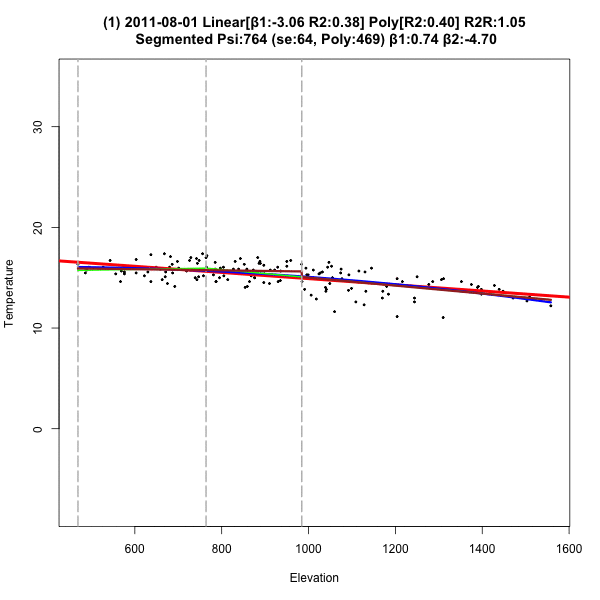 (1) 2011-08-01 Linear[β1:-3.06 R2:0.38] Poly[R2:0.40] R2R:1.05
Segmented Psi:764 (se:64, Poly:469) β1:0.74 β2:-4.70
30
20
10
0
Temperature
600 800 1000 1200 1400 1600
Elevation